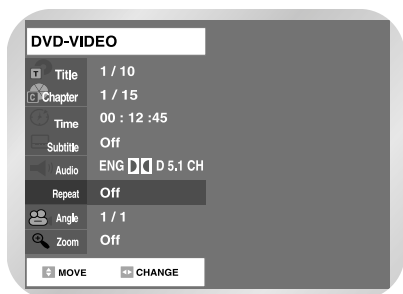 DVD-VIDEO
T Title 1 / 10
C Chapter 1 / 15
Time 00 : 12 :45
Subtitle Off
Audio ENG D 5.1 CH
Repeat Off
Angle 1 / 1
Zoom Off
MOVE CHANGE